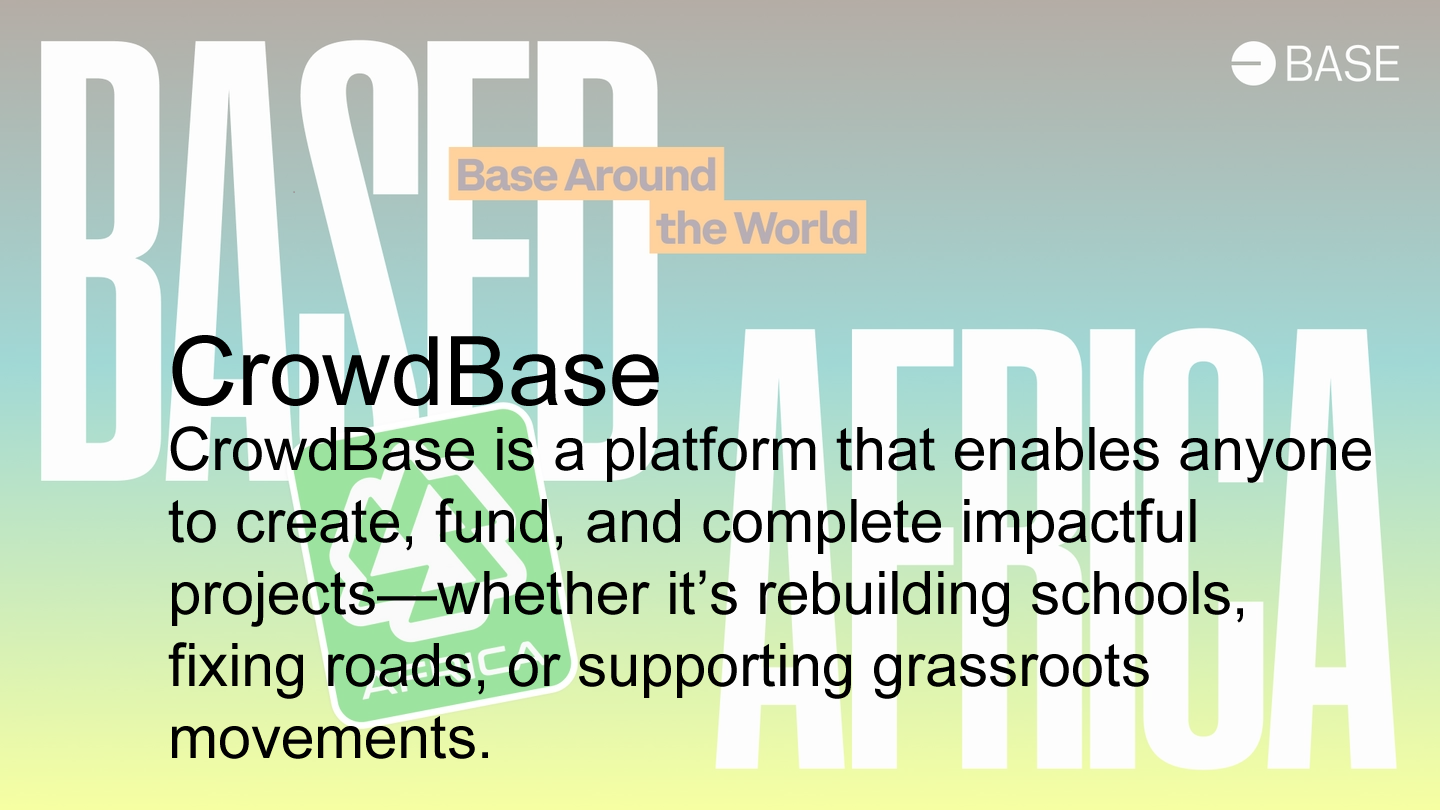 BASED
BASE
Base Around
the World
AFRICA
CrowdBase
CrowdBase is a platform that enables anyone
to create, fund, and complete impactful
projects—whether it’s rebuilding schools,
fixing roads, or supporting grassroots
movements.
AFRICA